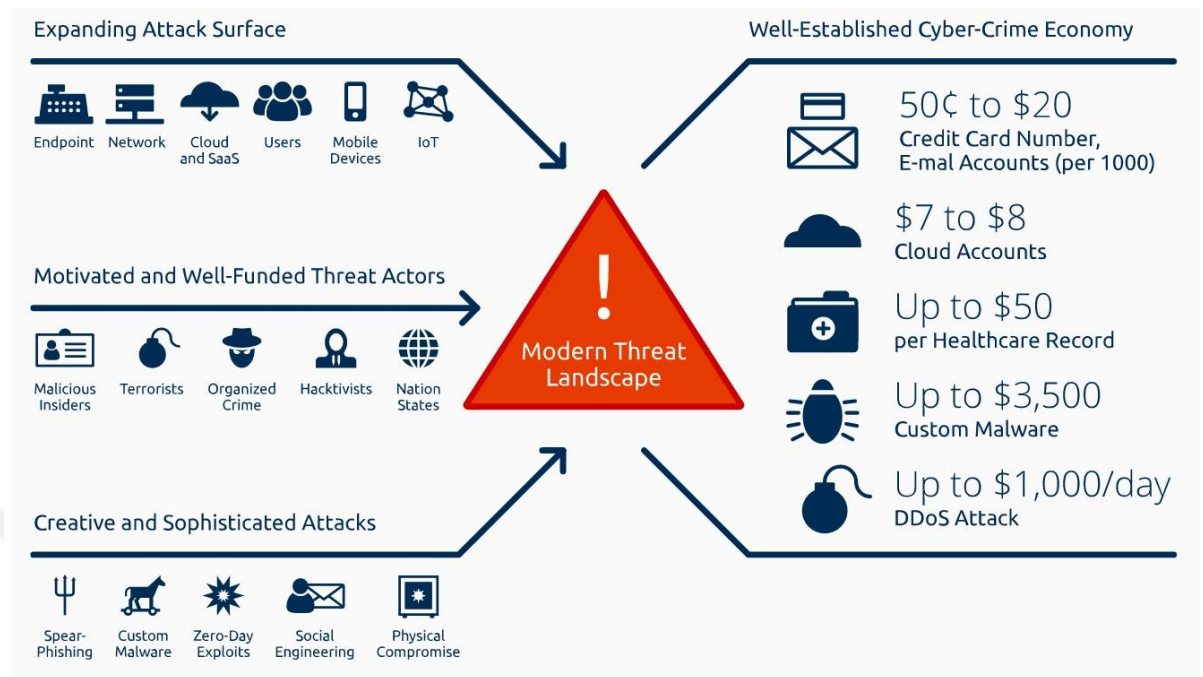 Expanding Attack Surface
Endpoint
Network
Cloud
and SaaS
Users
Mobile
Devices
IoT
Motivated and Well-Funded Threat Actors
Malicious
Insiders
Terrorists
Organized
Crime
Hacktivists
Nation
States
Creative and Sophisticated Attacks
Spear-
Phishing
Custom
Malware
Zero-Day
Exploits
Social
Engineering
Physical
Compromise
!
Modern Threat
Landscape
Well-Established Cyber-Crime Economy
50¢ to $20
Credit Card Number,
E-mal Accounts (per 1000)
$7 to $8
Cloud Accounts
Up to $50
per Healthcare Record
Up to $3,500
Custom Malware
Up to $1,000/day
DDoS Attack